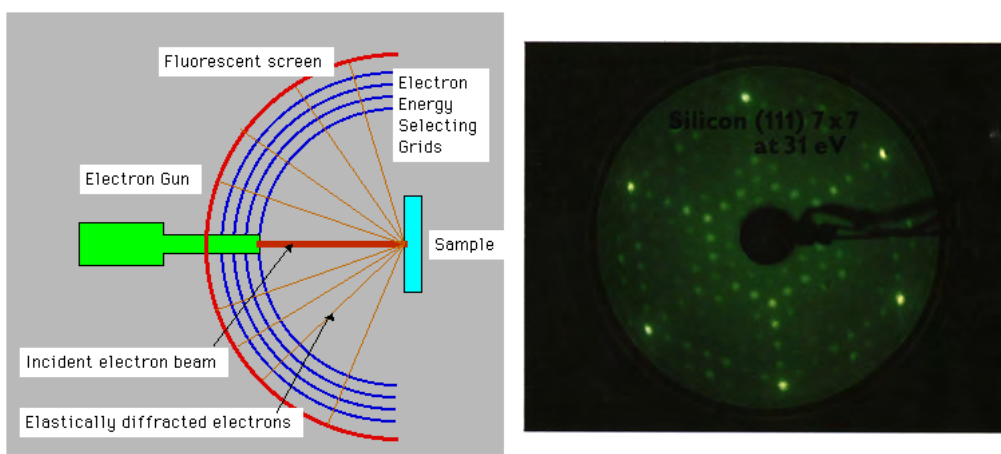 Fluorescent screen
Electron
Energy
Selecting
Grids
Electron Gun
Sample
Incident electron beam
Elastically diffracted electrons
Silicon (111) 7 x 7
at 31 eV